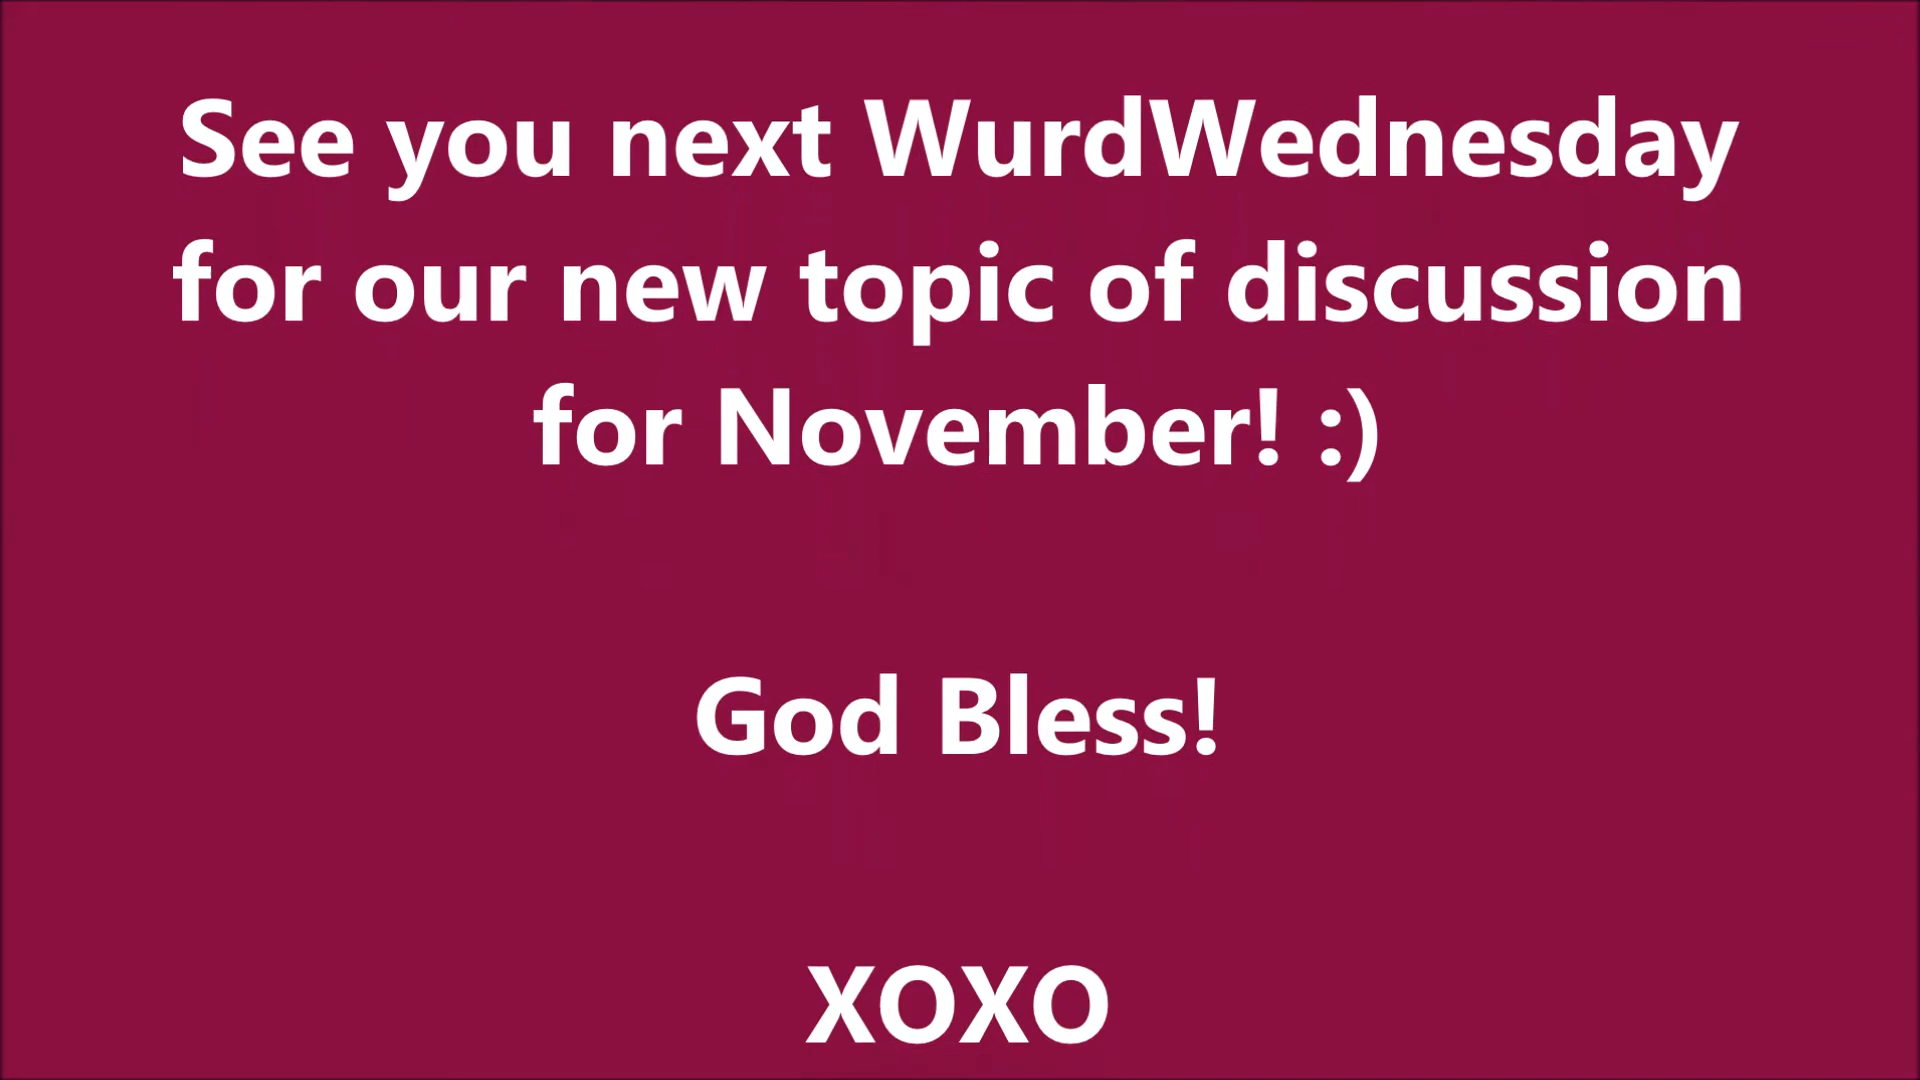 See you next WurdWednesday
for our new topic of discussion
for November! :)
God Bless!
XOXO